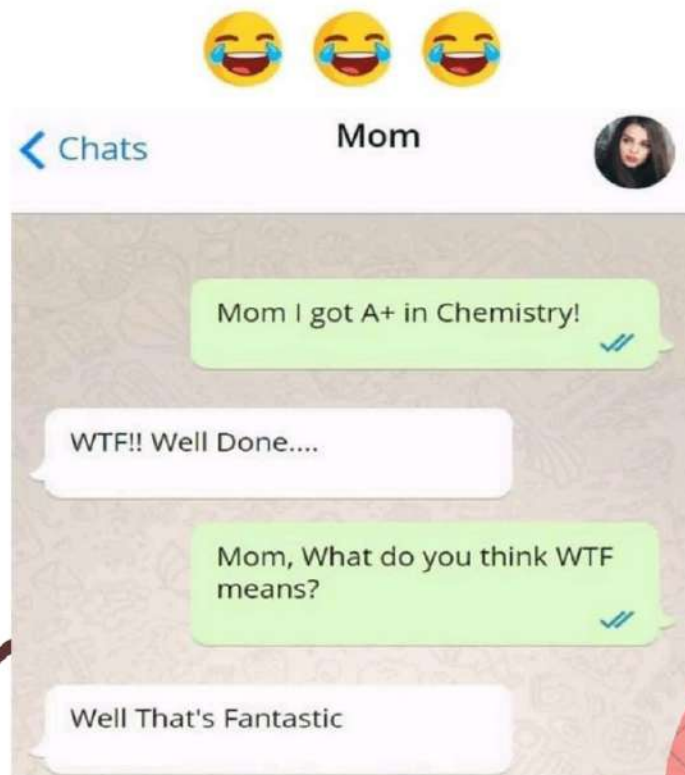 Chats
Mom
Mom I got A+ in Chemistry!
WTF!! Well Done....
Mom, What do you think WTF
means?
Well That's Fantastic